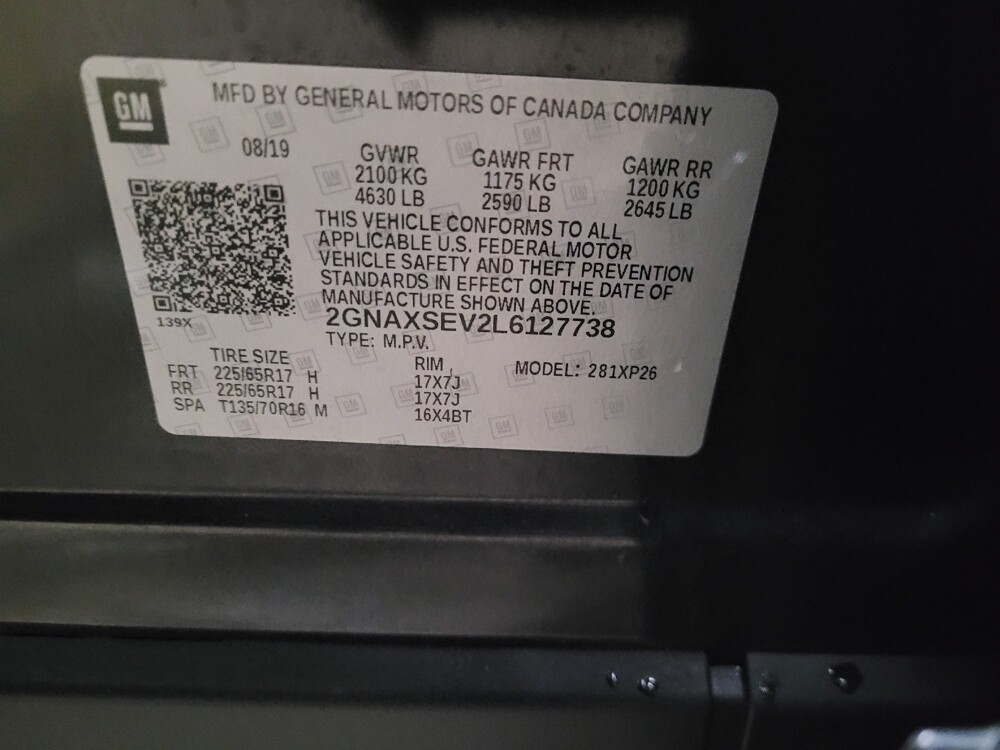 GM
MFD BY GENERAL MOTORS OF CANADA COMPANY
08/19
GVWR
2100 KG
4630 LB
GAWR FRT
1175 KG
2590 LB
GAWR RR
1200 KG
2645 LB
THIS VEHICLE CONFORMS TO ALL
APPLICABLE U.S. FEDERAL MOTOR
VEHICLE SAFETY AND THEFT PREVENTION
STANDARDS IN EFFECT ON THE DATE OF
MANUFACTURE SHOWN ABOVE.
139X
2GNAXSEV2L6127738
TYPE: M.P.V.
TIRE SIZE RIM MODEL: 281XP26
FRT 225/65R17 H 17X7J
RR 225/65R17 H 17X7J
SPA T135/70R16 M 16X4BT